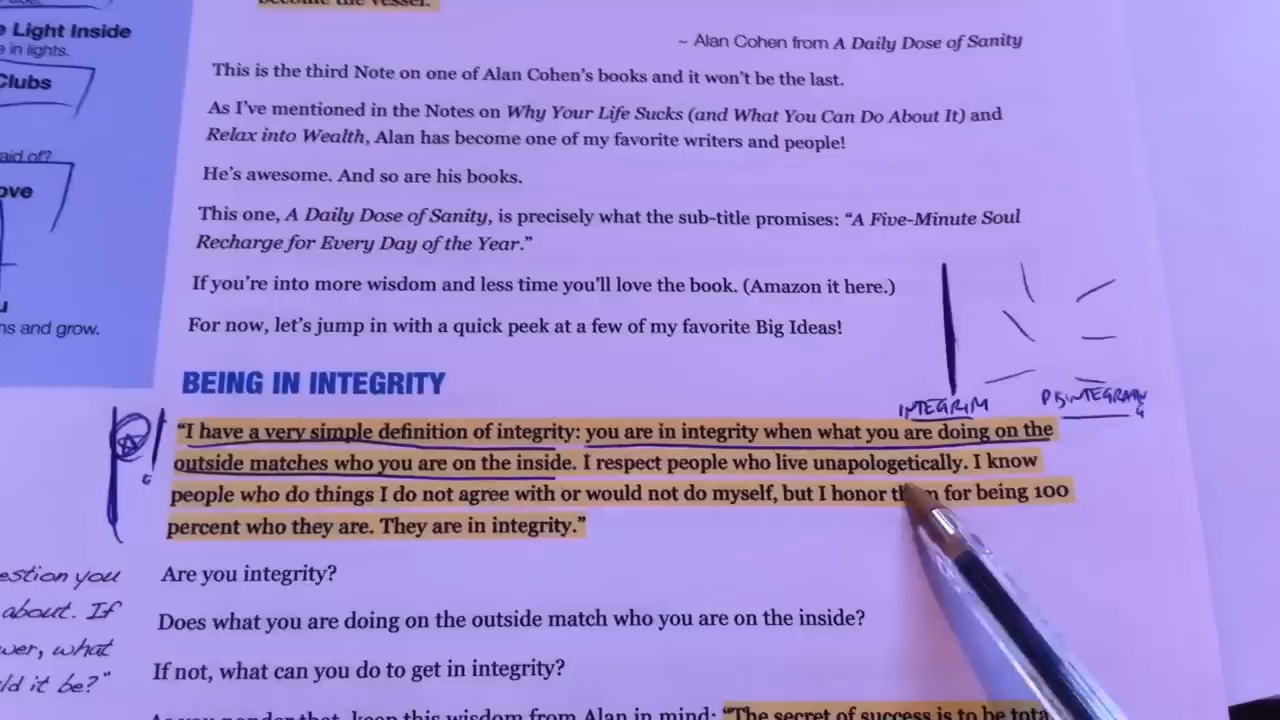 become the vessel.
~ Alan Cohen from A Daily Dose of Sanity
This is the third Note on one of Alan Cohen's books and it won't be the last.
As I've mentioned in the Notes on Why Your Life Sucks (and What You Can Do About It) and
Relax into Wealth, Alan has become one of my favorite writers and people!
He's awesome. And so are his books.
This one, A Daily Dose of Sanity, is precisely what the sub-title promises: “A Five-Minute Soul
Recharge for Every Day of the Year.”
If you're into more wisdom and less time you'll love the book. (Amazon it here.)
For now, let's jump in with a quick peek at a few of my favorite Big Ideas!
BEING IN INTEGRITY
“I have a very simple definition of integrity: you are in integrity when what you are doing on the
outside matches who you are on the inside. I respect people who live unapologetically. I know
people who do things I do not agree with or would not do myself, but I honor for being 100
percent who they are. They are in integrity.”
Are you integrity?
Does what you are doing on the outside match who you are on the inside?
If not, what can you do to get in integrity?
As you ponder that, keep this wisdom from Alan in mind: “The secret of success is to be
Light Inside
in lights.
Clubs
of?
ns and grow.
you
about. If
what
it be?"